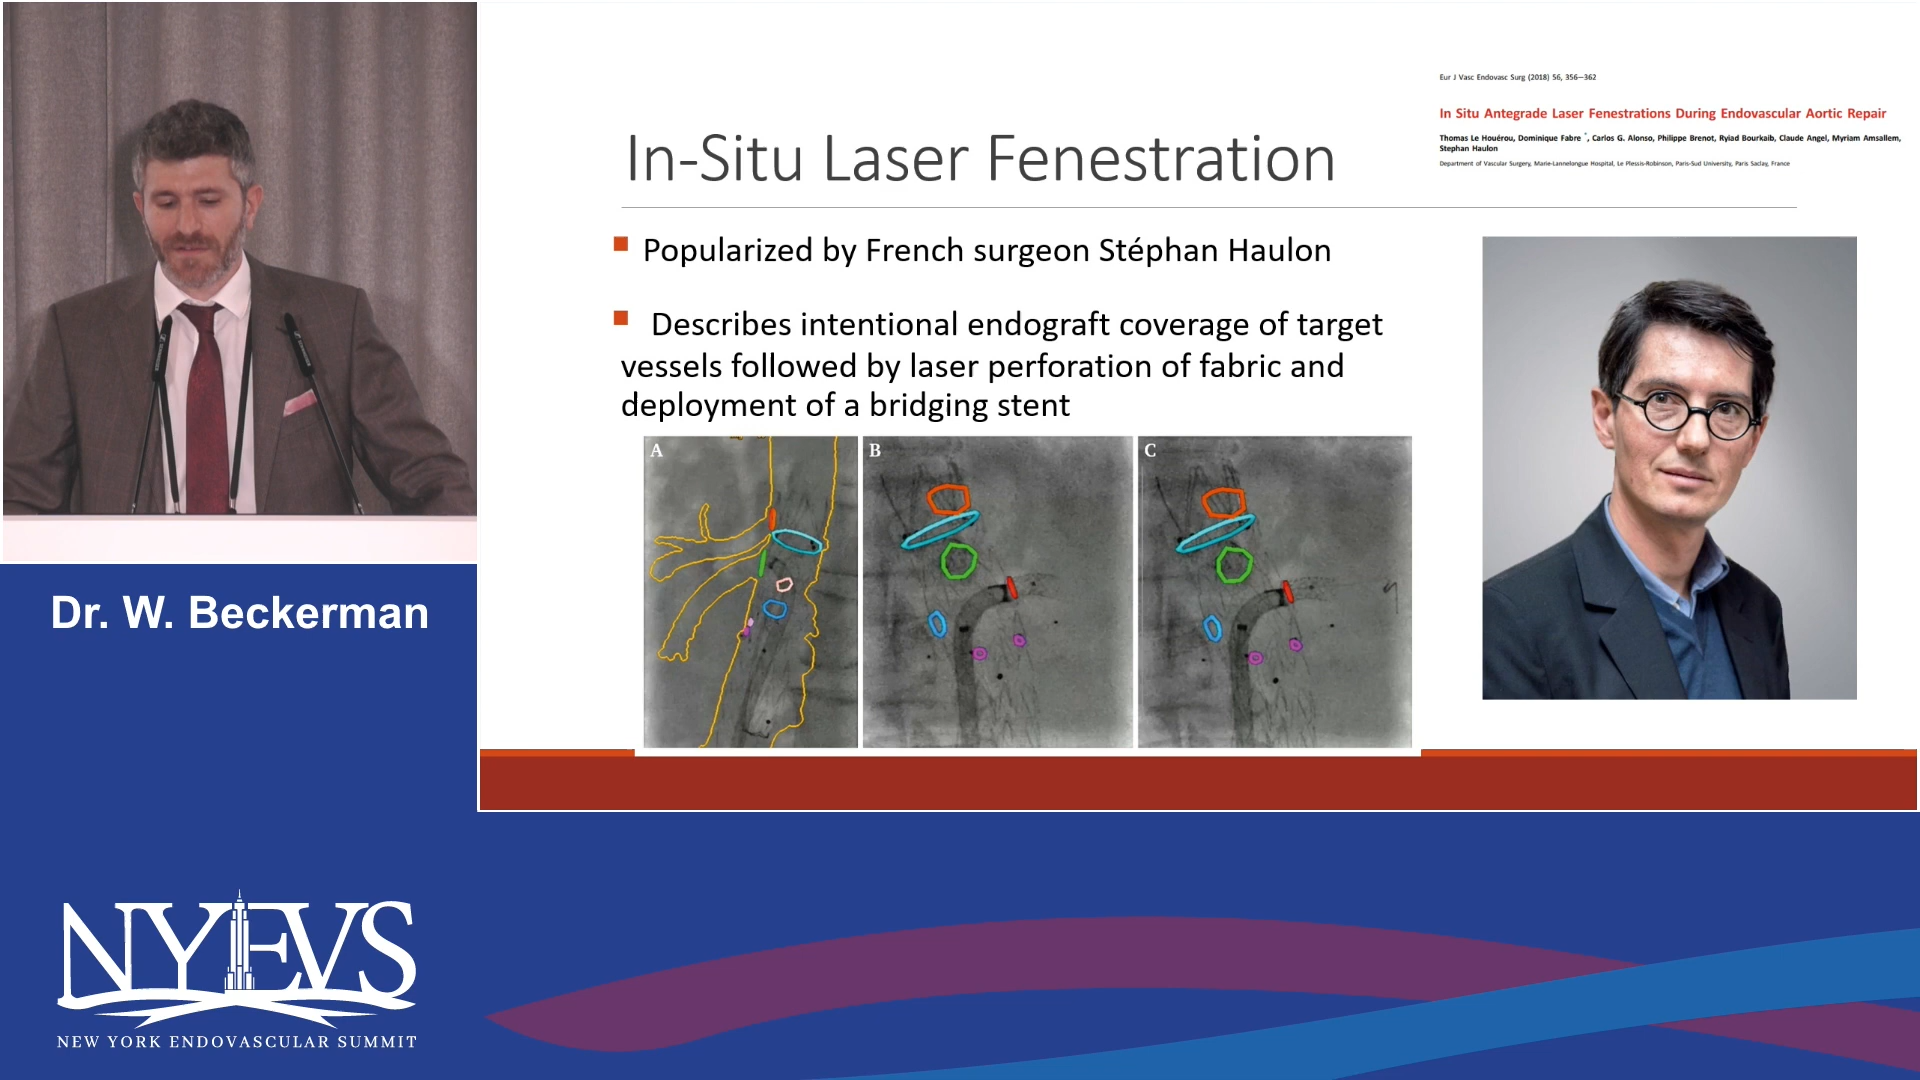 Eur J Vasc Endovasc Surg (2018) 56, 356–362
In Situ Antegrade Laser Fenestrations During Endovascular Aortic Repair
Thomas Le Houérou, Dominique Fabre *, Carlos G. Alonso, Philippe Brenot, Ryiad Bourkaib, Claude Angel, Myriam Amsallem,
Stephan Haulon
Department of Vascular Surgery, Marie-Lannelongue Hospital, Le Plessis-Robinson, Paris-Sud University, Paris Saclay, France
In-Situ Laser Fenestration
Popularized by French surgeon Stéphan Haulon
Describes intentional endograft coverage of target
vessels followed by laser perforation of fabric and
deployment of a bridging stent
A B C
Dr. W. Beckerman
NYEVS
NEW YORK ENDOVASCULAR SUMMIT